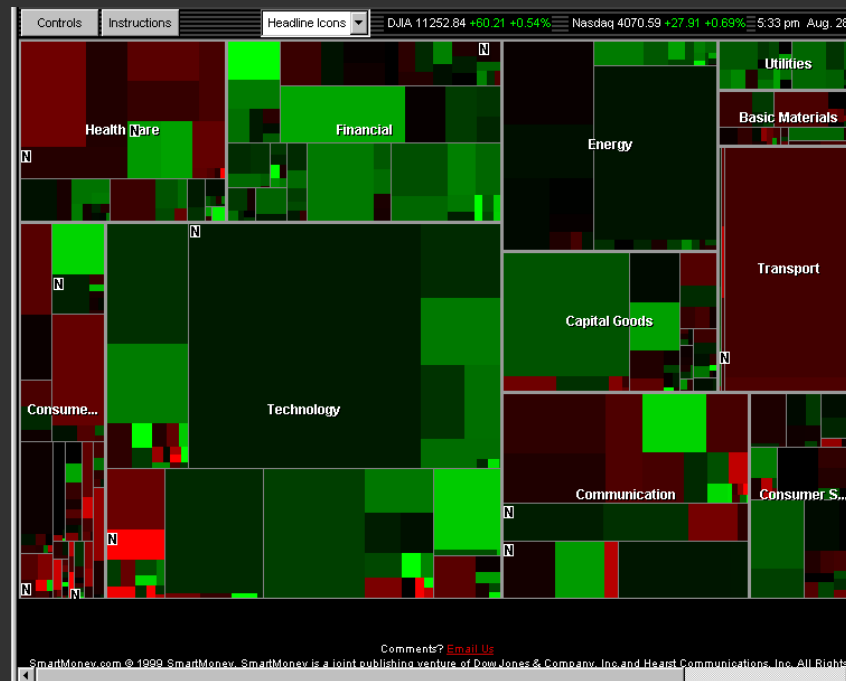 Controls Instructions Headline Icons DJIA 11252.84 +60.21 +0.54% Nasdaq 4070.59 +27.91 +0.69% 5:33 pm Aug. 28
N
Utilities
Basic Materials
Health Care N
Financial
Energy
N
N
Transport
N
Capital Goods
N
Consume...
Technology
Communication
Consumer S...
N
N
N
N
N
Comments? Email Us
SmartMoney.com © 1999 SmartMoney. SmartMoney is a joint publishing venture of Dow Jones & Company, Inc.and Hearst Communications, Inc. All Rights